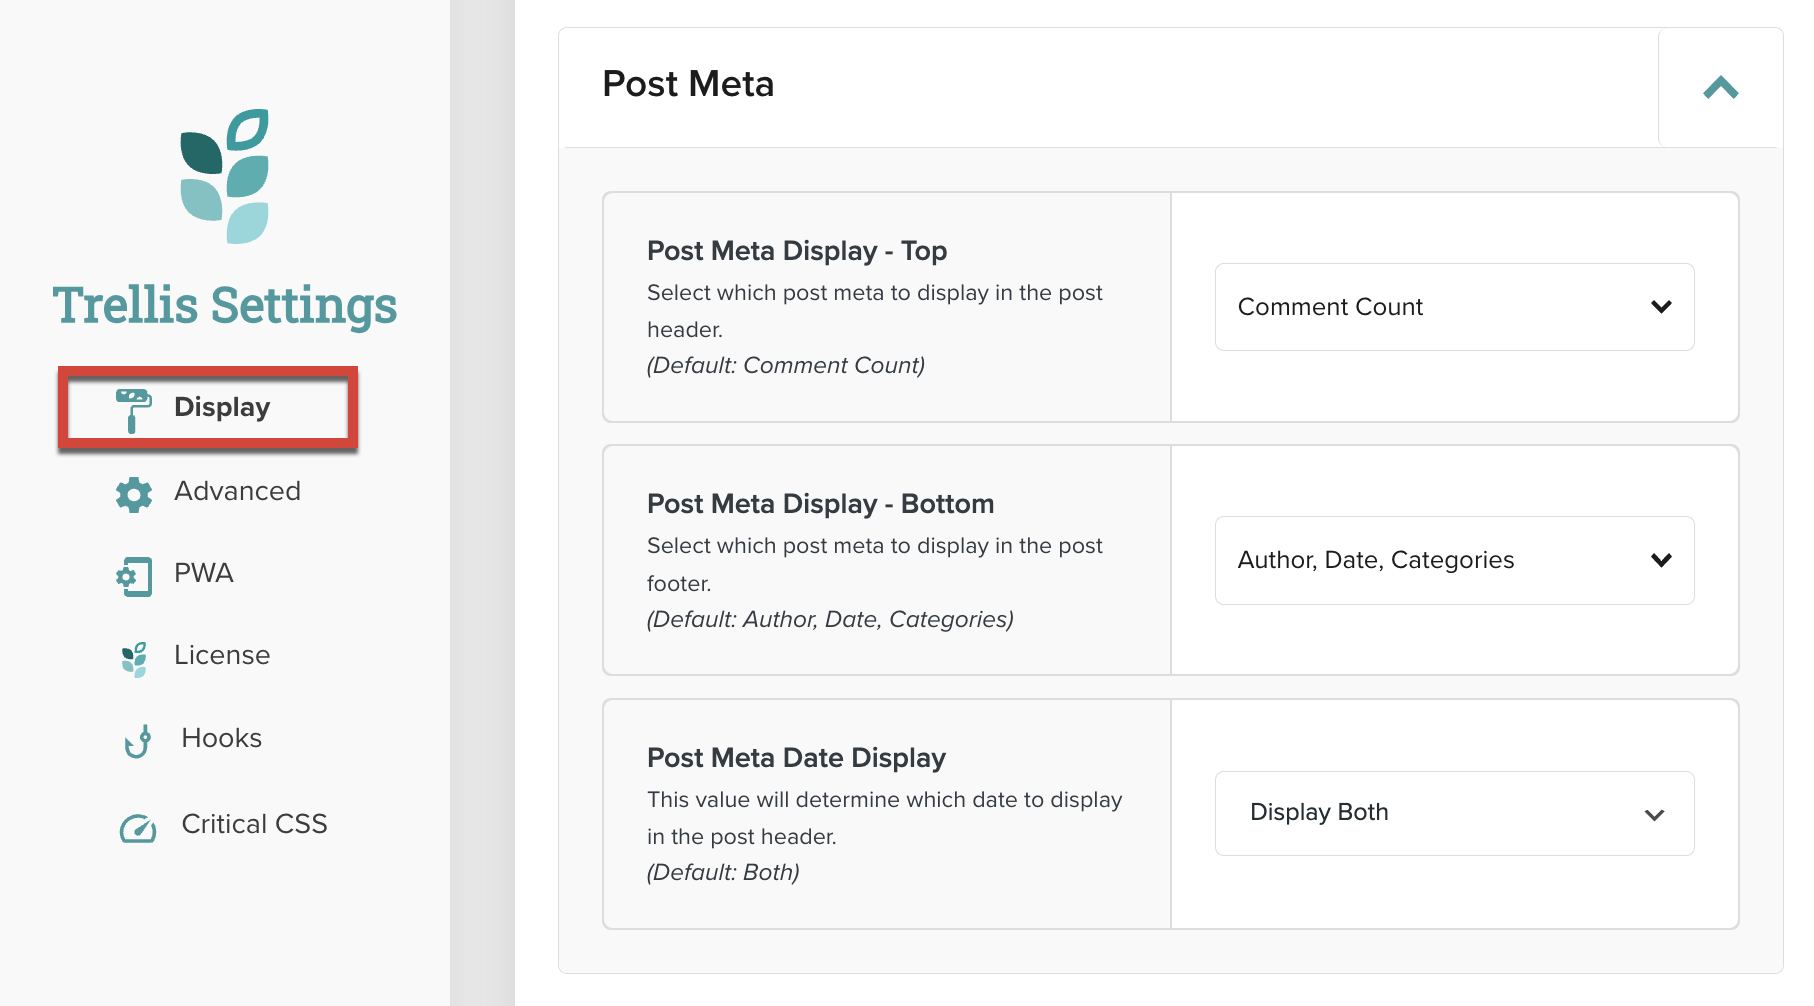 Trellis Settings
Display
Advanced
PWA
License
Hooks
Critical CSS
Post Meta
Post Meta Display - Top
Select which post meta to display in the post
header.
(Default: Comment Count)
Comment Count
Post Meta Display - Bottom
Select which post meta to display in the post
footer.
(Default: Author, Date, Categories)
Author, Date, Categories
Post Meta Date Display
This value will determine which date to display
in the post header.
(Default: Both)
Display Both